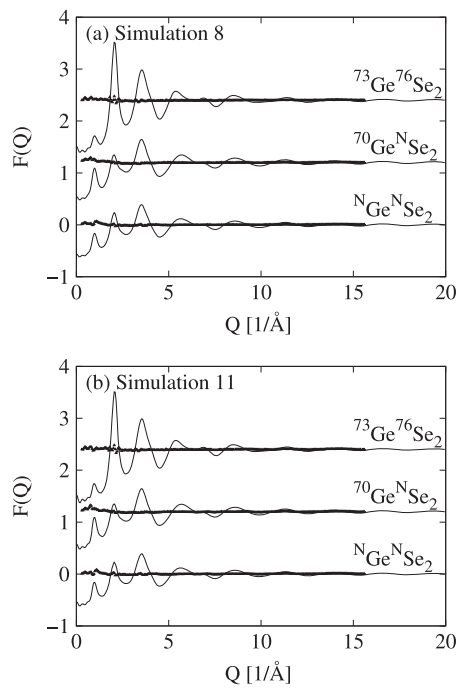 (a) Simulation 8
4
3
2
1
0
−1
F(Q)
⁷³Ge⁷⁶Se₂
⁷⁰GeᴺSe₂
ᴺGeᴺSe₂
0 5 10 15 20
Q [1/Å]
(b) Simulation 11
4
3
2
1
0
−1
F(Q)
⁷³Ge⁷⁶Se₂
⁷⁰GeᴺSe₂
ᴺGeᴺSe₂
0 5 10 15 20
Q [1/Å]